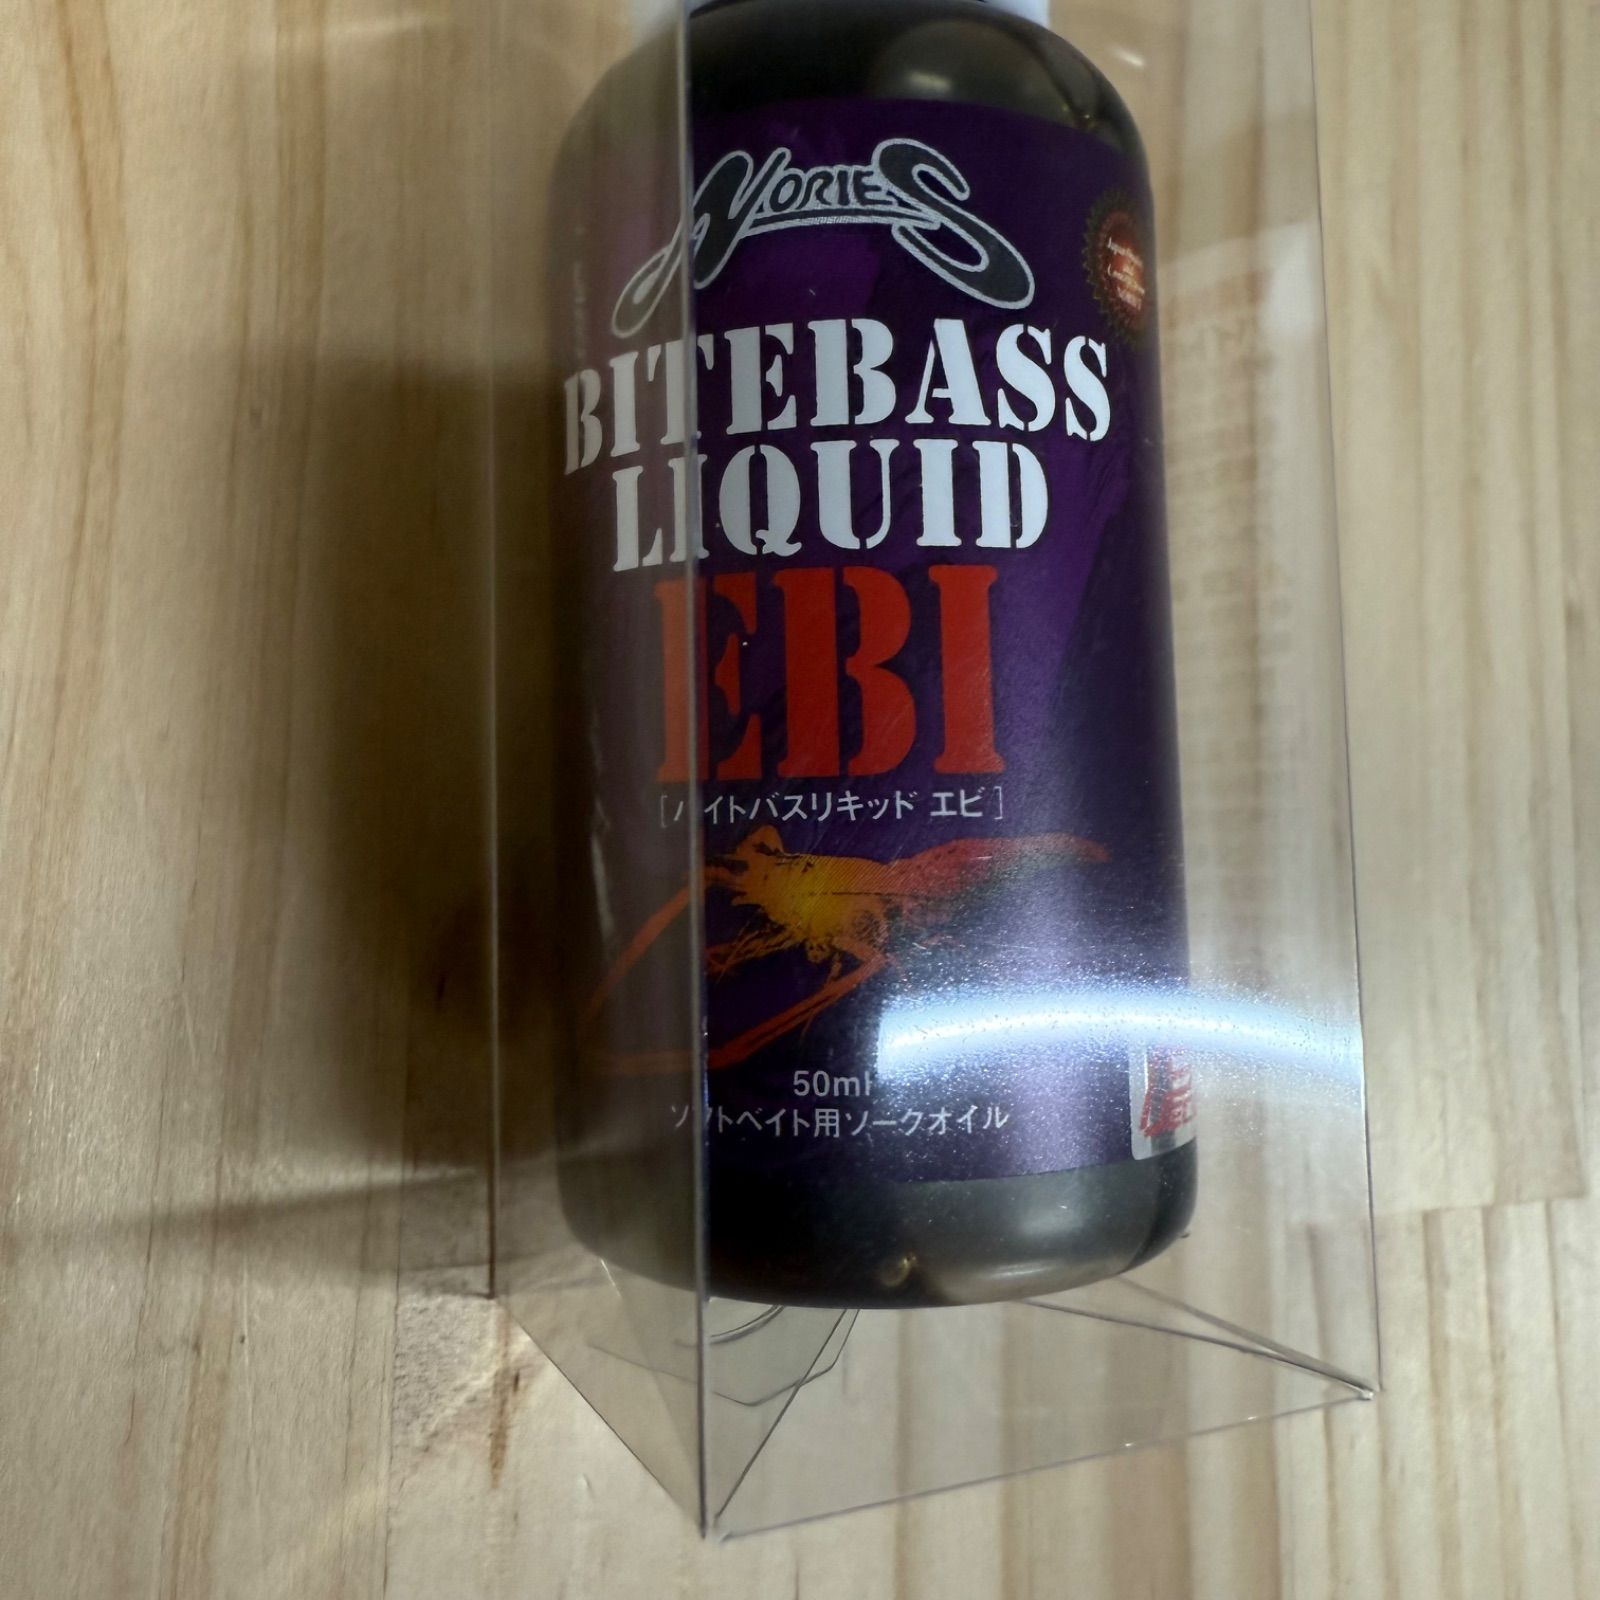 NORIES
BITEBASS
LIQUID
EBI
[バイトバスリキッド エビ]
50ml
ソフトベイト用ソークオイル